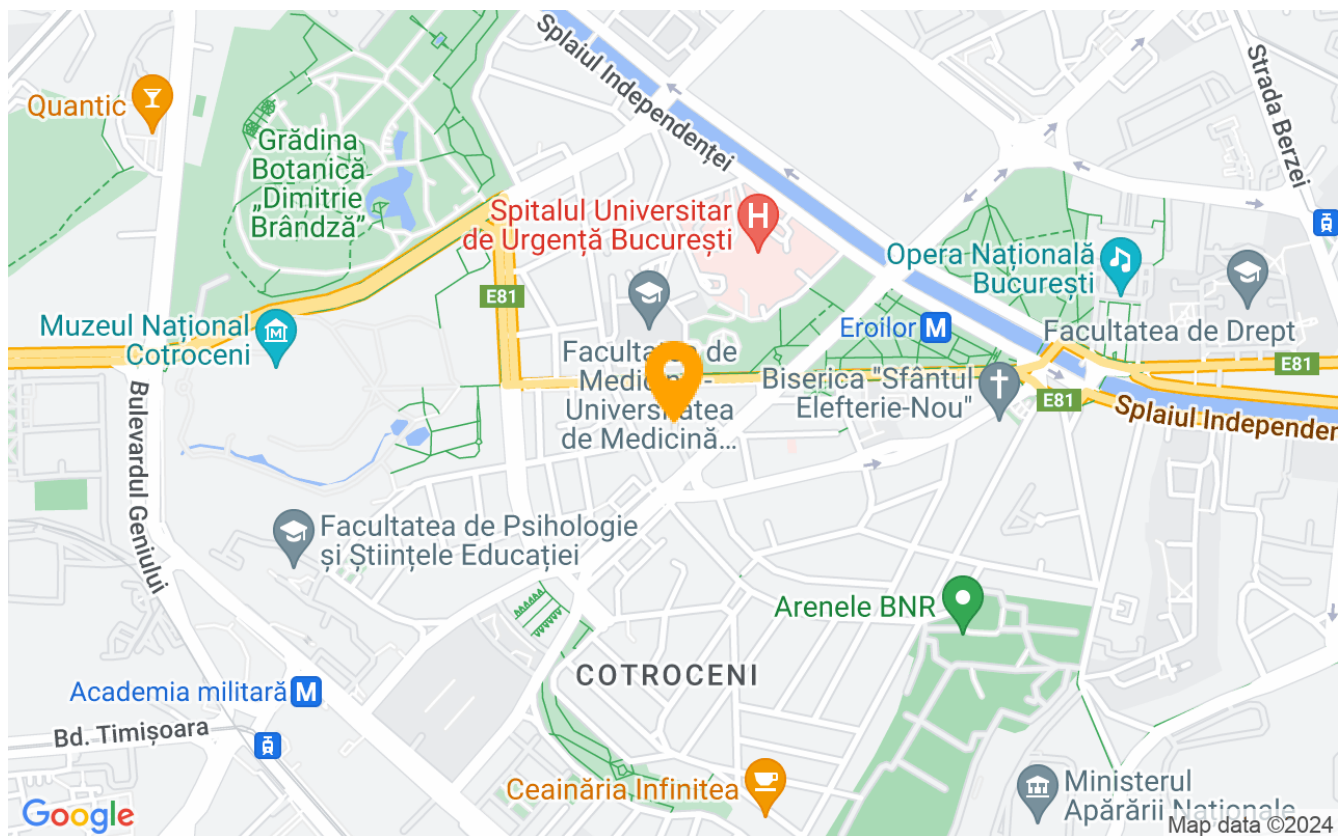 Splaiul Independenței
Strada Berzei
Quantic
Grădina
Botanică
„Dimitrie
Brândză”
Spitalul Universitar
de Urgență București
Opera Națională
București
E81
Muzeul Național
Cotroceni
Eroilor M
Facultatea de Drept
Facultatea de
Medicină -
Universitatea
de Medicină...
Biserica "Sfântul
Elefterie-Nou"
E81
E81
Splaiul Independen
Bulevardul Geniului
Facultatea de Psihologie
și Științele Educației
Arenele BNR
COTROCENI
Academia militară M
Bd. Timișoara
Ceainăria Infinitea
Ministerul
Apărării Naționale
Google
Map data ©2024